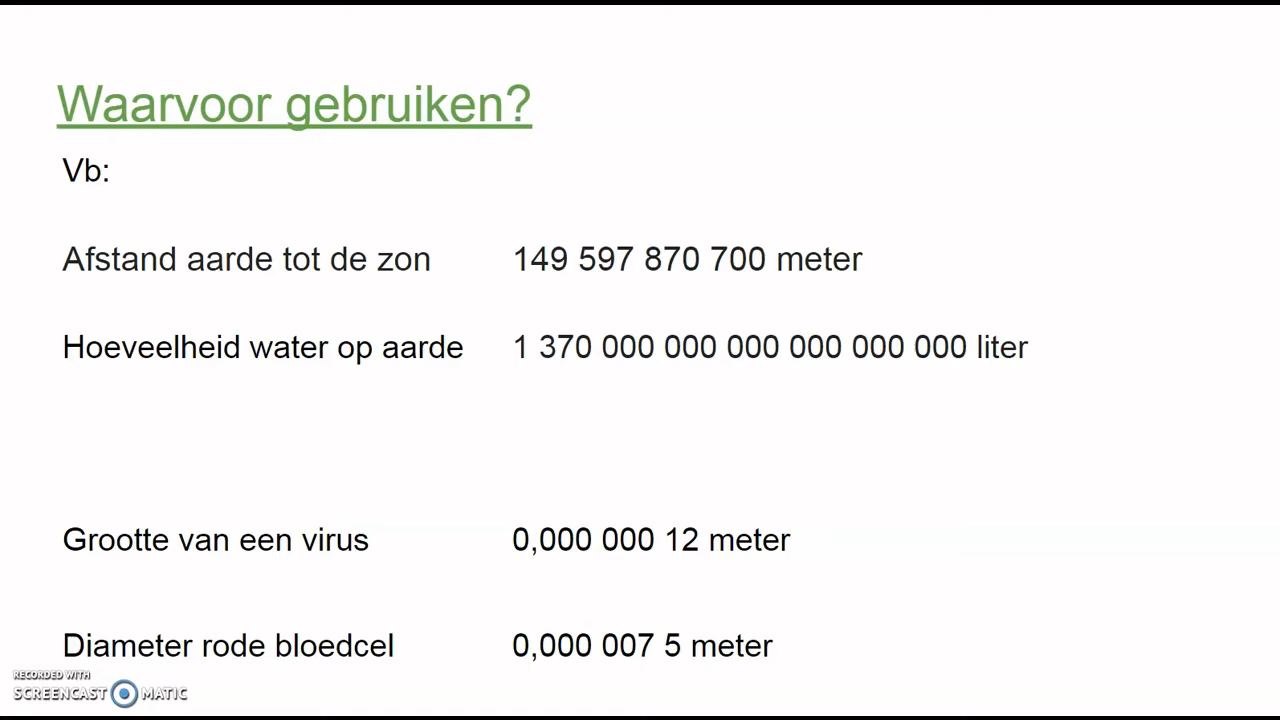 Waarvoor gebruiken?
Vb:
Afstand aarde tot de zon 149 597 870 700 meter
Hoeveelheid water op aarde 1 370 000 000 000 000 000 000 liter
Grootte van een virus 0,000 000 12 meter
Diameter rode bloedcel 0,000 007 5 meter
RECORDED WITH
SCREENCAST MATIC